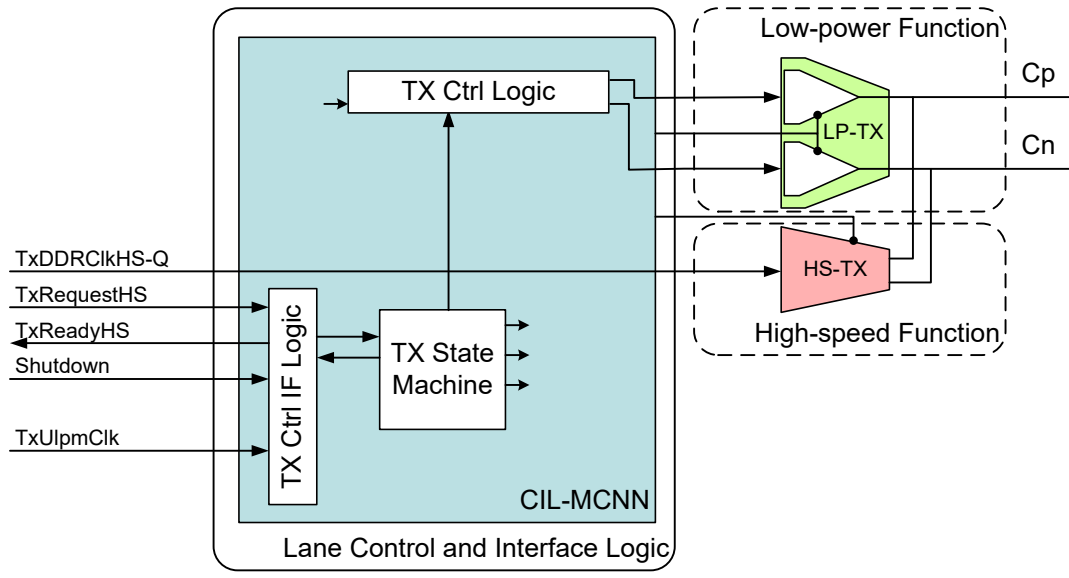 Low-power Function
TX Ctrl Logic
Cp
LP-TX
Cn
TxDDRClkHS-Q
HS-TX
TxRequestHS
TxReadyHS
High-speed Function
Shutdown
TX Ctrl IF Logic
TX State
Machine
TxUlpmClk
CIL-MCNN
Lane Control and Interface Logic